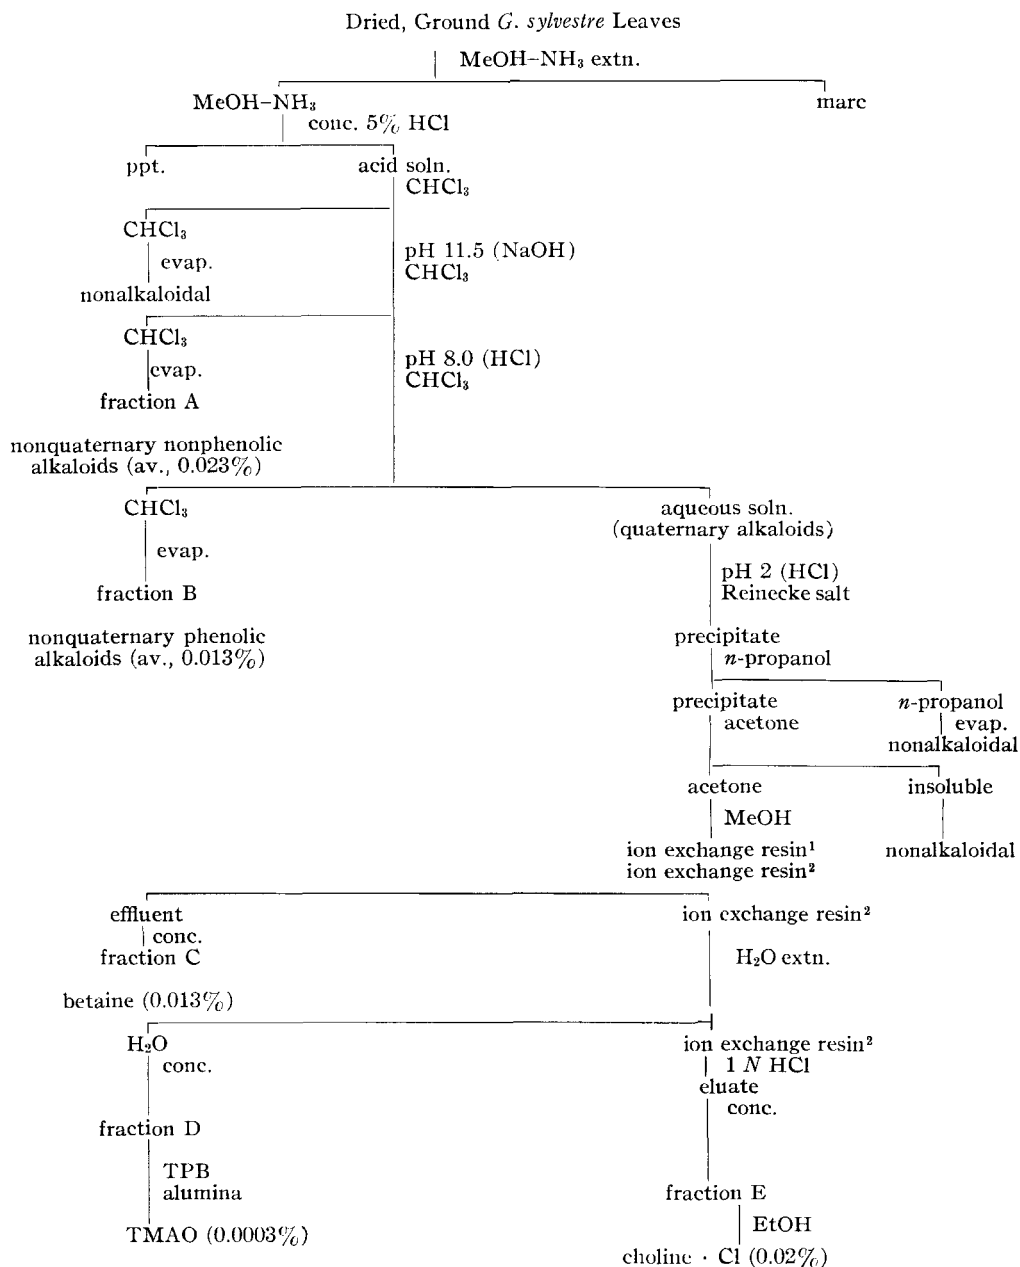 Dried, Ground G. sylvestre Leaves
MeOH–NH₃ extn.
MeOH–NH₃
marc
conc. 5% HCl
ppt.
acid soln.
CHCl₃
CHCl₃
evap.
nonalkaloidal
pH 11.5 (NaOH)
CHCl₃
CHCl₃
evap.
fraction A
pH 8.0 (HCl)
CHCl₃
nonquaternary nonphenolic
alkaloids (av., 0.023%)
CHCl₃
evap.
fraction B
nonquaternary phenolic
alkaloids (av., 0.013%)
aqueous soln.
(quaternary alkaloids)
pH 2 (HCl)
Reinecke salt
precipitate
n-propanol
precipitate
acetone
n-propanol
evap.
nonalkaloidal
acetone
insoluble
MeOH
ion exchange resin¹
ion exchange resin²
nonalkaloidal
effluent
conc.
fraction C
betaine (0.013%)
ion exchange resin²
H₂O extn.
H₂O
conc.
fraction D
TPB
alumina
TMAO (0.0003%)
ion exchange resin²
1 N HCl
eluate
conc.
fraction E
EtOH
choline · Cl (0.02%)